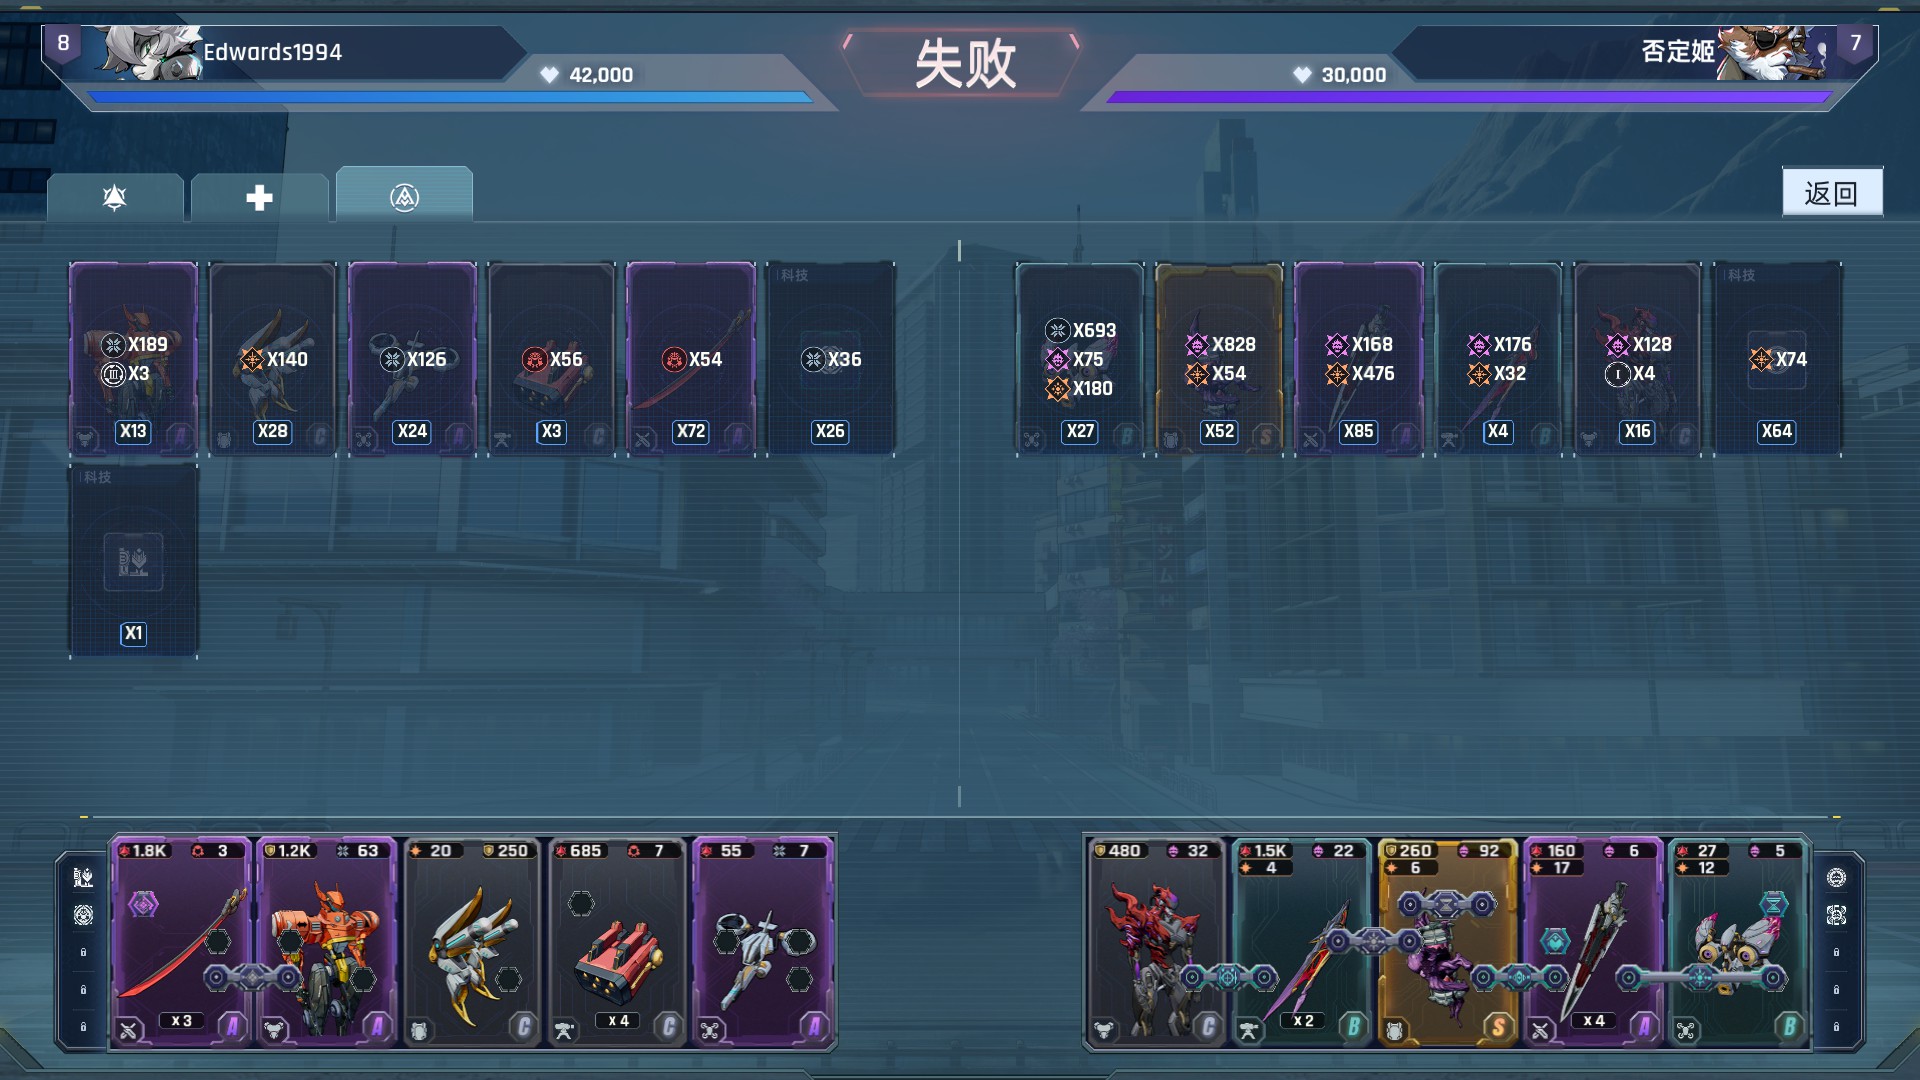 8
Edwards1994
42,000
失败
30,000
否定姬
7
返回
X189
X3
X13
A
X140
X28
C
X126
X24
A
X56
X3
C
X54
X72
A
科技
X36
X26
X693
X75
X180
X27
B
X828
X54
X52
S
X168
X476
X85
A
X176
X32
X4
B
X128
I X4
X16
C
科技
X74
X64
科技
X1
1.8K 3
x3
A
1.2K 63
A
20 250
C
685 7
x4
C
55 7
A
480 32
C
1.5K 22
4
x2
B
260 92
6
S
160 6
17
x4
A
27 5
12
B